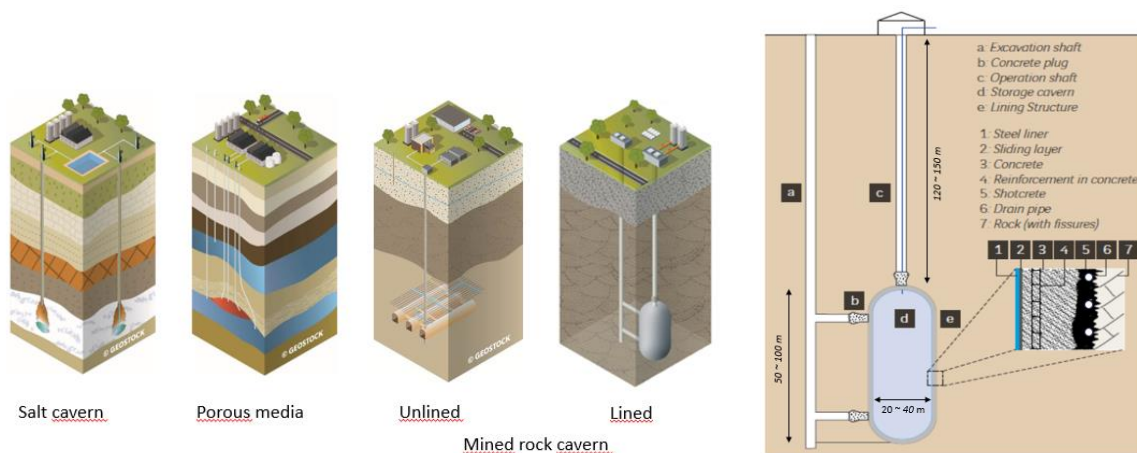 © GEOSTOCK
© GEOSTOCK
© GEOSTOCK
© GEOSTOCK
Salt cavern
Porous media
Unlined
Lined
Mined rock cavern
a: Excavation shaft
b: Concrete plug
c: Operation shaft
d: Storage cavern
e: Lining Structure
1: Steel liner
2: Sliding layer
3: Concrete
4: Reinforcement in concrete
5: Shotcrete
6: Drain pipe
7: Rock (with fissures)
1 2 3 4 5 6 7
a
c
120 ~ 150 m
b
d
e
50 ~ 100 m
20 ~ 40 m